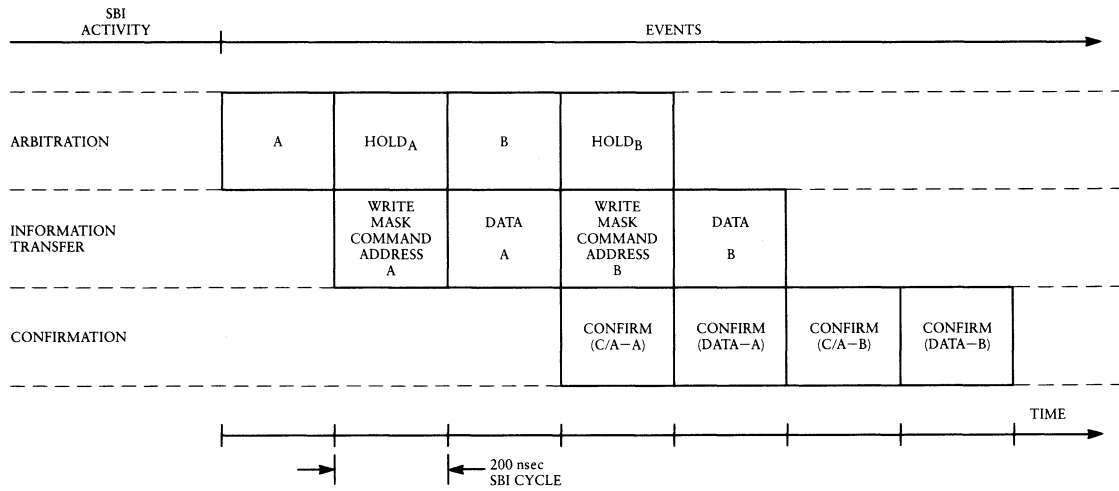 SBI
ACTIVITY
EVENTS
ARBITRATION
A
HOLDA
B
HOLDB
INFORMATION
TRANSFER
WRITE
MASK
COMMAND
ADDRESS
A
DATA
A
WRITE
MASK
COMMAND
ADDRESS
B
DATA
B
CONFIRMATION
CONFIRM
(C/A—A)
CONFIRM
(DATA—A)
CONFIRM
(C/A—B)
CONFIRM
(DATA—B)
TIME
200 nsec
SBI CYCLE